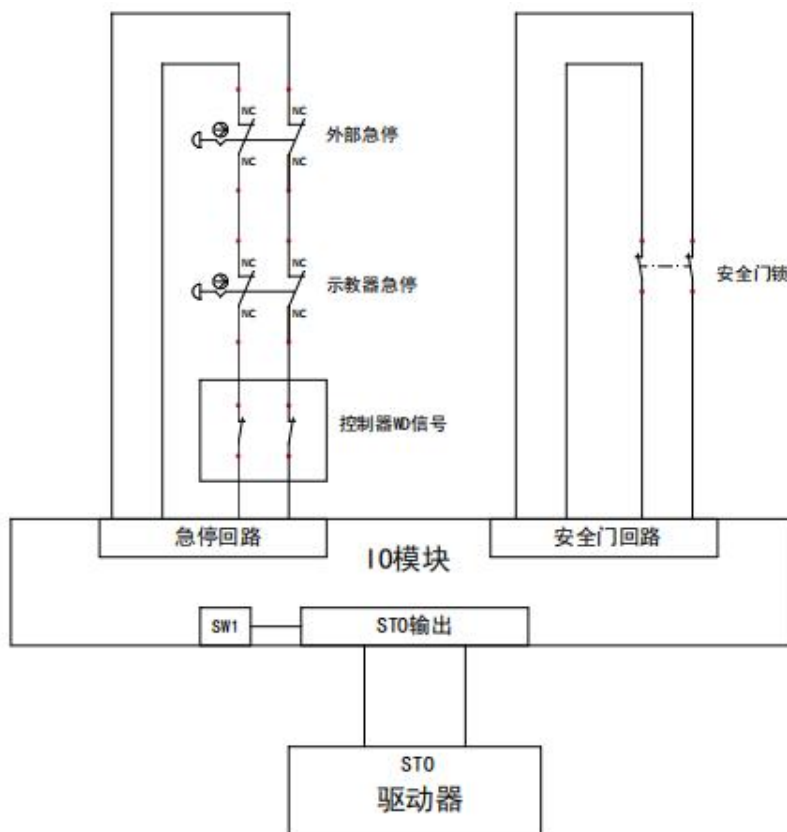 NC
NC
外部急停
NC
NC
NC
NC
示教器急停
NC
NC
安全门锁
控制器WD信号
急停回路
安全门回路
IO模块
SW1
STO输出
STO
驱动器